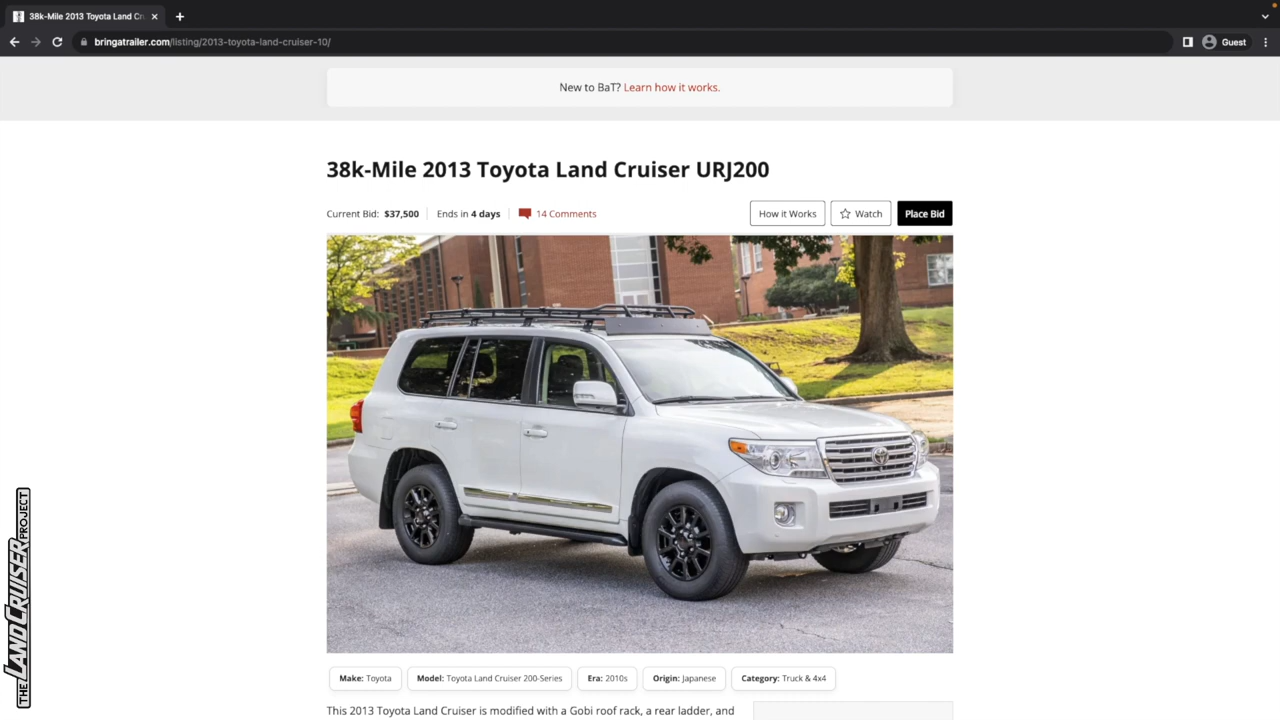 38k-Mile 2013 Toyota Land Cr
bringatrailer.com/listing/2013-toyota-land-cruiser-10/
Guest
New to BaT? Learn how it works.
38k-Mile 2013 Toyota Land Cruiser URJ200
Current Bid: $37,500 Ends in 4 days 14 Comments How it Works Watch Place Bid
Make: Toyota Model: Toyota Land Cruiser 200-Series Era: 2010s Origin: Japanese Category: Truck & 4x4
This 2013 Toyota Land Cruiser is modified with a Gobi roof rack, a rear ladder, and
THE LAND CRUISER PROJECT